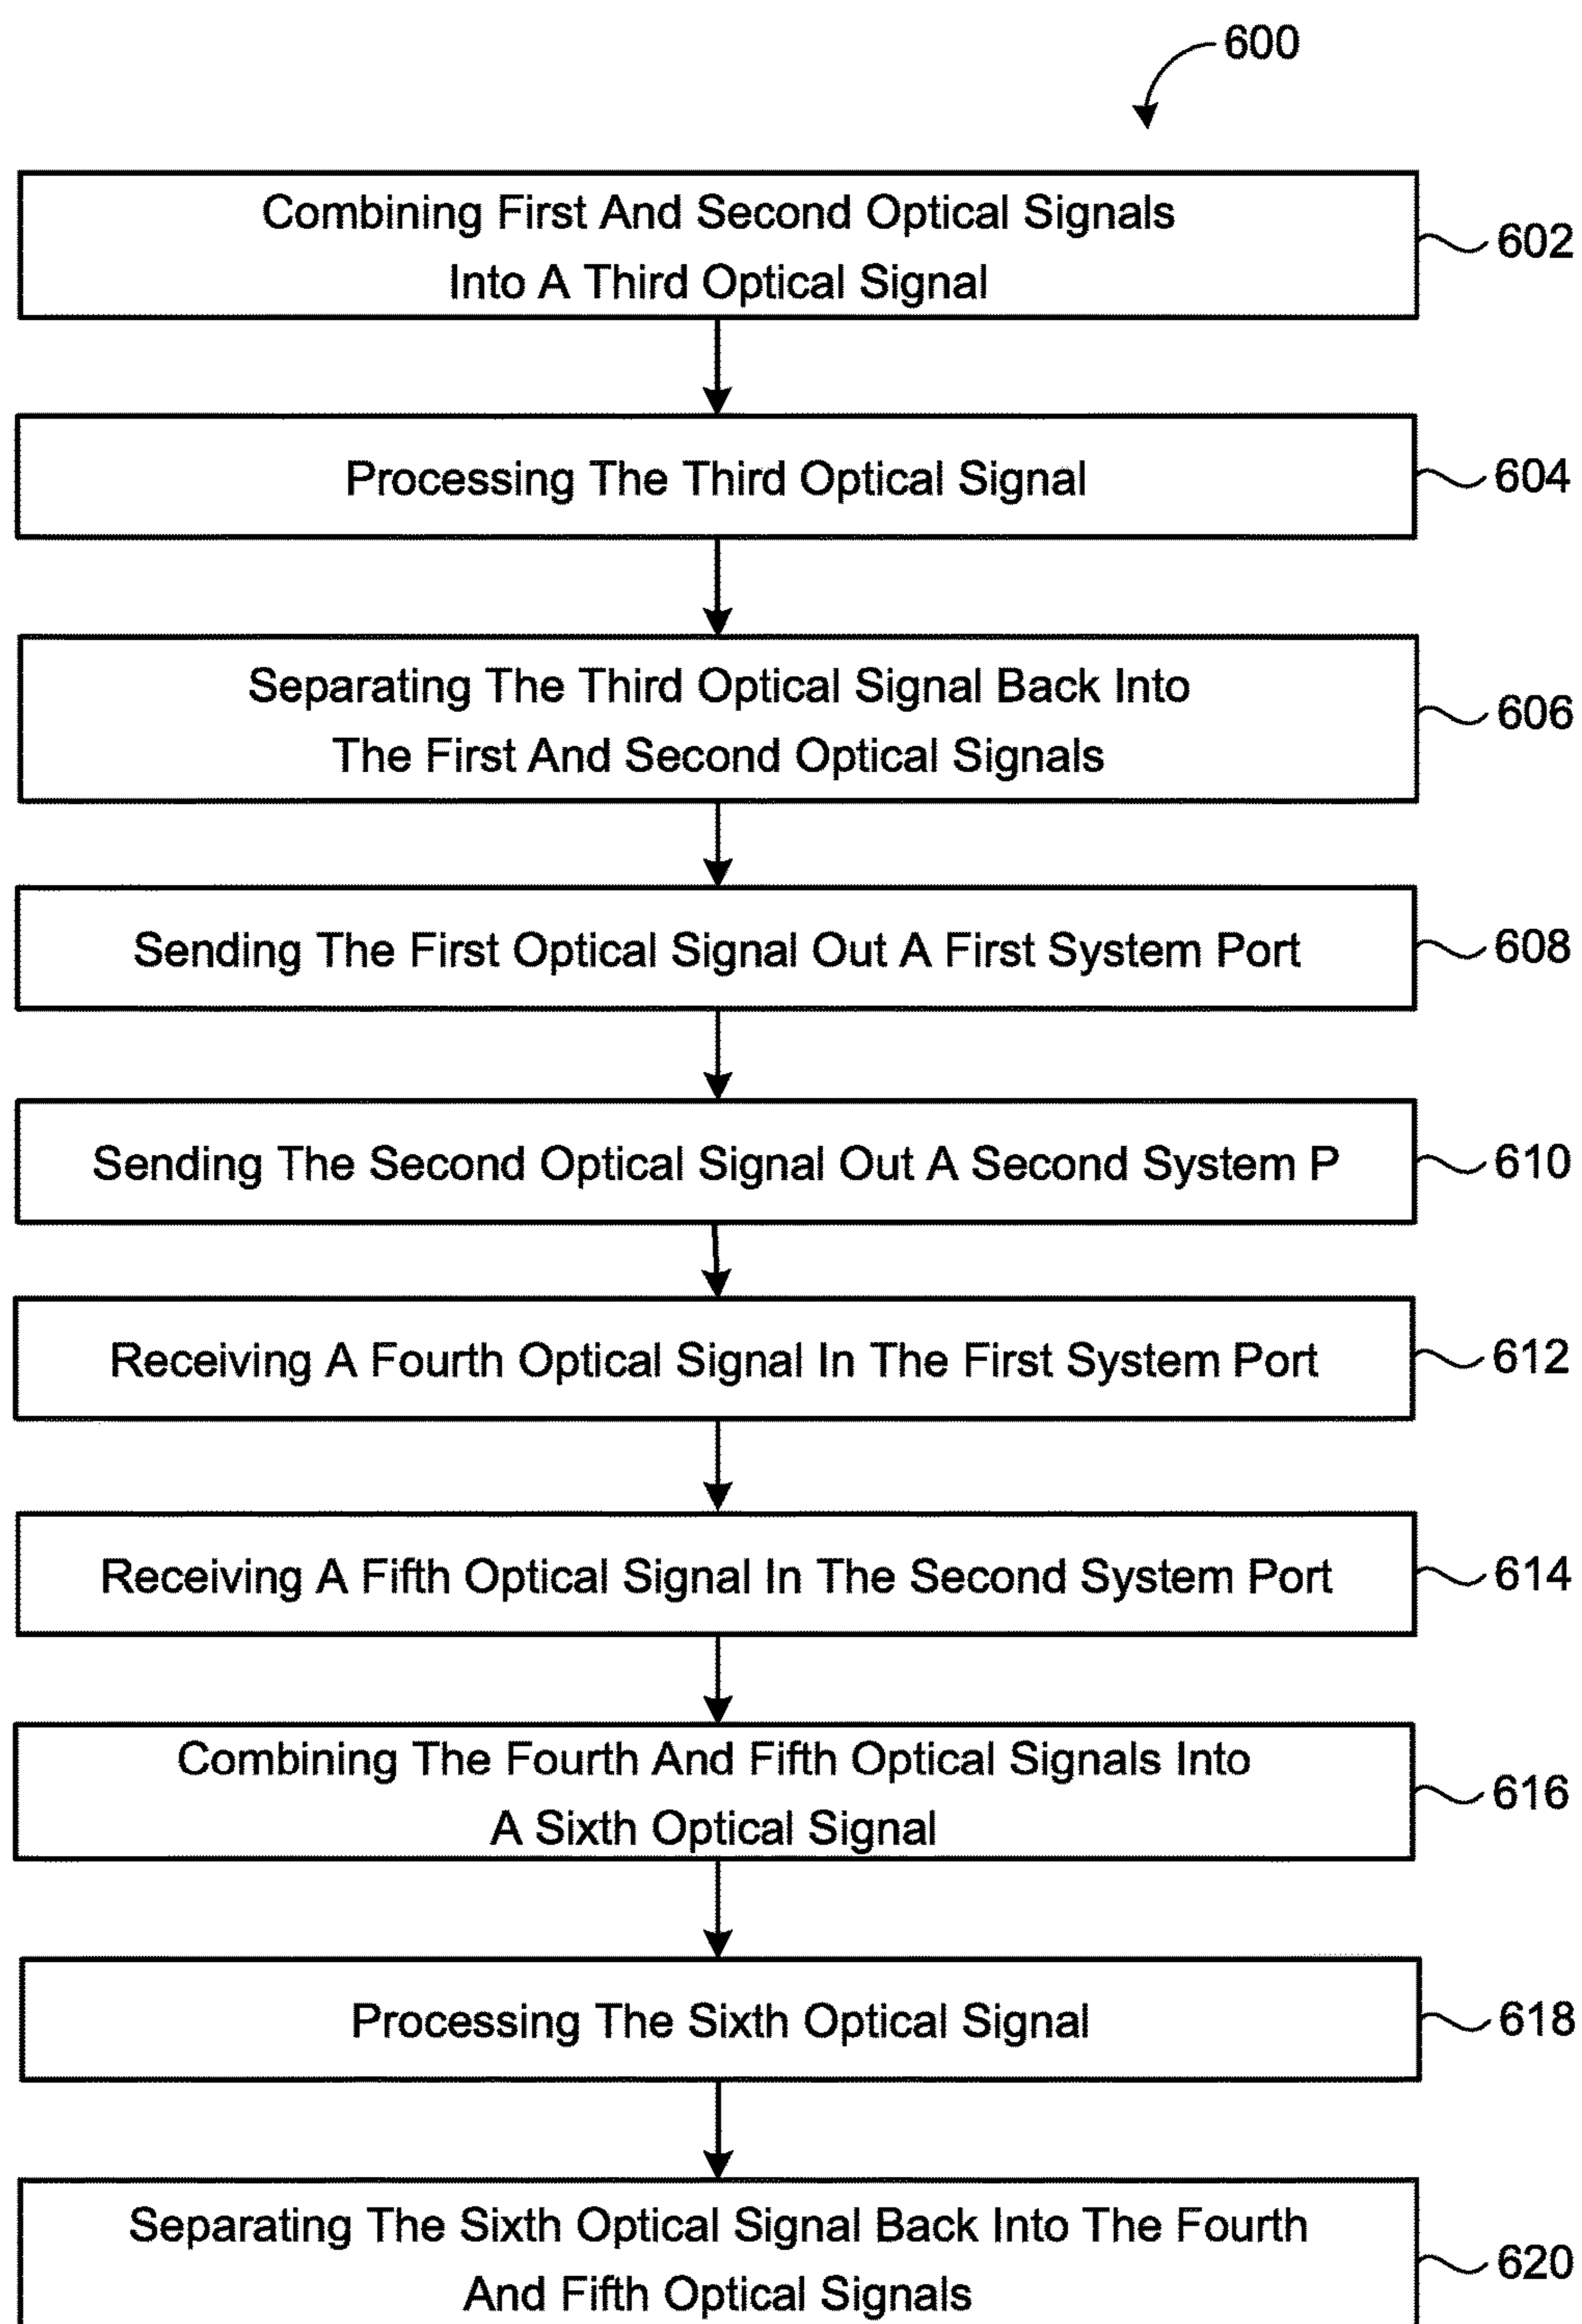 600
Combining First And Second Optical Signals
Into A Third Optical Signal
602
Processing The Third Optical Signal
604
Separating The Third Optical Signal Back Into
The First And Second Optical Signals
606
Sending The First Optical Signal Out A First System Port
608
Sending The Second Optical Signal Out A Second System P
610
Receiving A Fourth Optical Signal In The First System Port
612
Receiving A Fifth Optical Signal In The Second System Port
614
Combining The Fourth And Fifth Optical Signals Into
A Sixth Optical Signal
616
Processing The Sixth Optical Signal
618
Separating The Sixth Optical Signal Back Into The Fourth
And Fifth Optical Signals
620